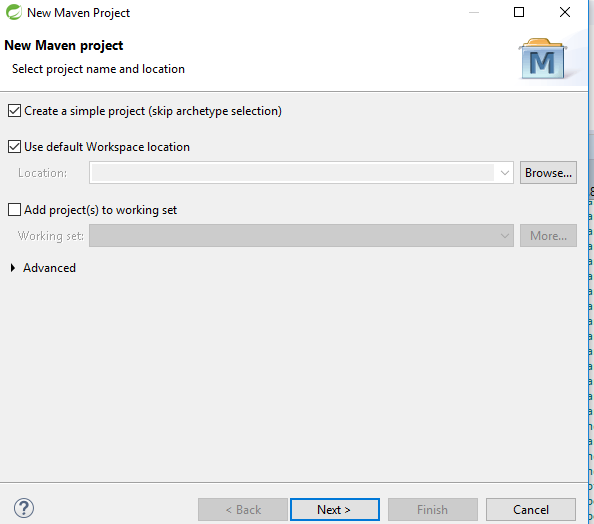 New Maven Project
New Maven project
Select project name and location
M
Create a simple project (skip archetype selection)
Use default Workspace location
Location:
Browse...
Add project(s) to working set
Working set:
More...
Advanced
?
< Back
Next >
Finish
Cancel